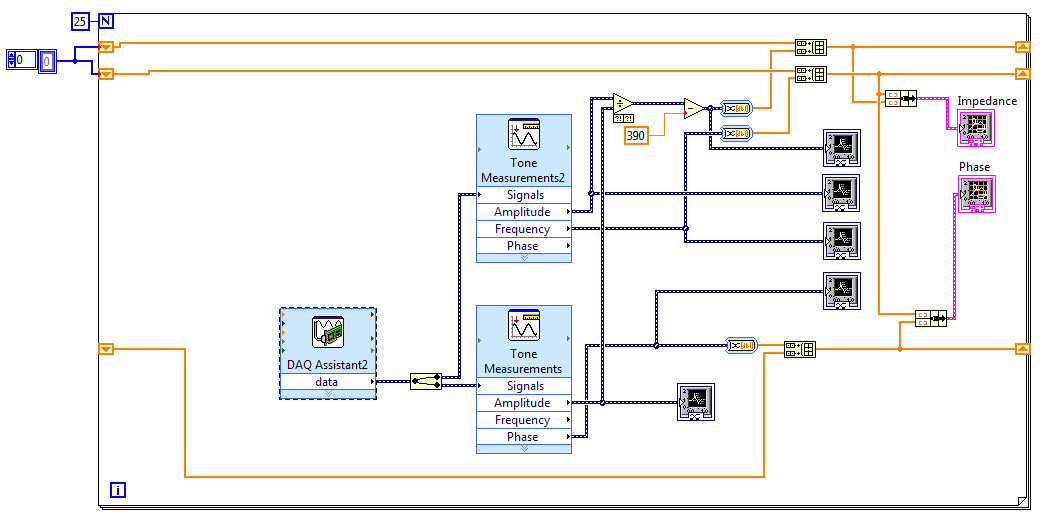 25
N
0
0
Impedance
390
Tone
Measurements2
Signals
Amplitude
Frequency
Phase
Phase
DAQ Assistant2
data
Tone
Measurements
Signals
Amplitude
Frequency
Phase
i